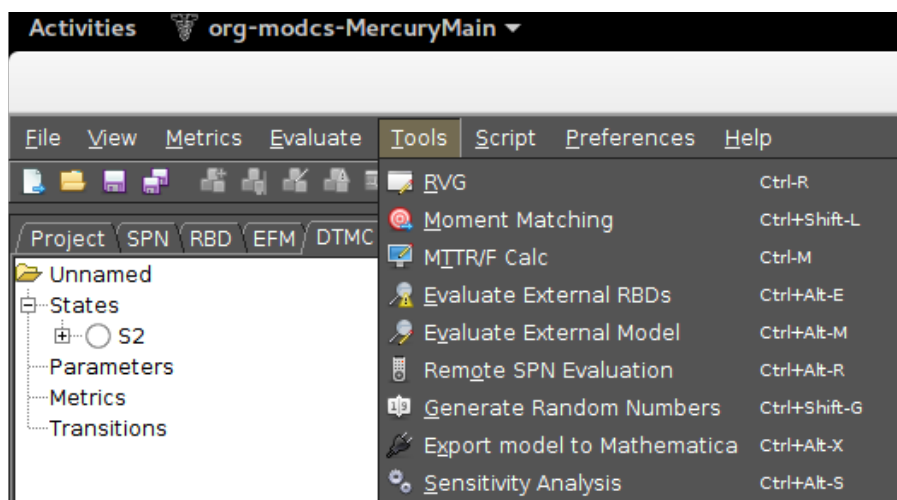 Activities org-modcs-MercuryMain
File View Metrics Evaluate Tools Script Preferences Help
RVG Ctrl-R
Moment Matching Ctrl+Shift-L
Project SPN RBD EFM DTMC
MTTR/F Calc Ctrl-M
Unnamed
Evaluate External RBDs Ctrl+Alt-E
States
S2
Evaluate External Model Ctrl+Alt-M
Parameters
Remote SPN Evaluation Ctrl+Alt-R
Metrics
Generate Random Numbers Ctrl+Shift-G
Transitions
Export model to Mathematica Ctrl+Alt-X
Sensitivity Analysis Ctrl+Alt-S